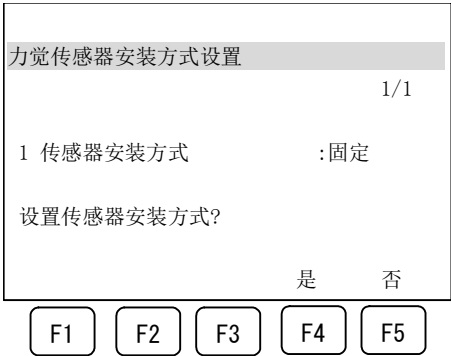 力觉传感器安装方式设置
1/1
1 传感器安装方式 :固定
设置传感器安装方式?
是 否
F1 F2 F3 F4 F5